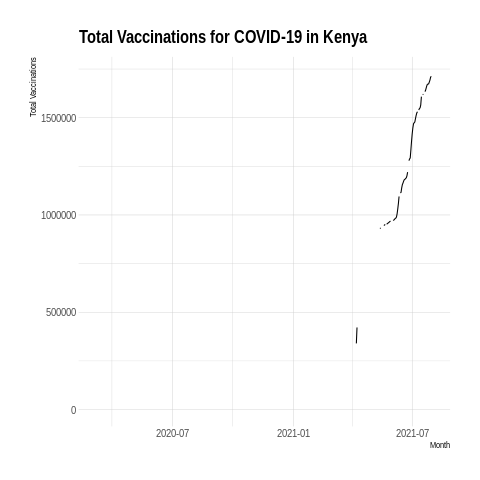 Total Vaccinations for COVID-19 in Kenya
Total Vaccinations
1500000
1000000
500000
0
2020-07 2021-01 2021-07
Month